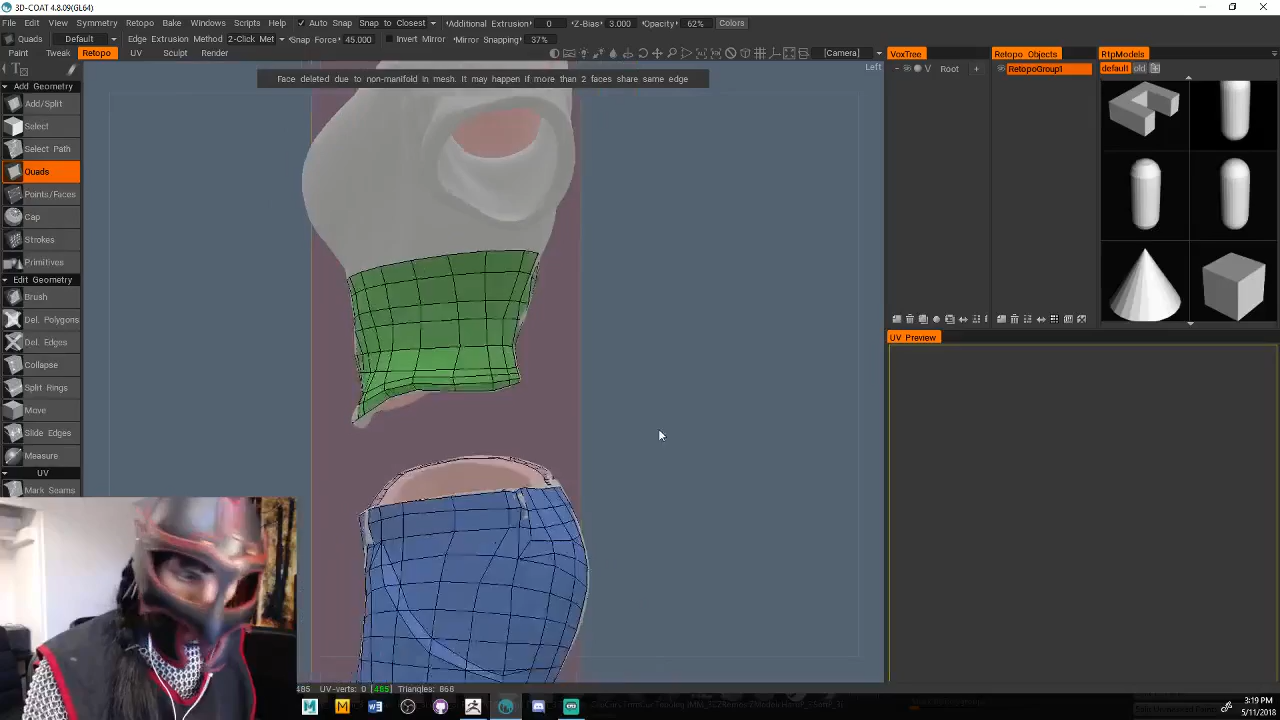 3D-COAT 4.8.09(GL64)
File Edit View Symmetry Retopo Bake Windows Scripts Help Auto Snap Snap to Closest Additional Extrusion 0 Z-Bias 3.000 Opacity 62% Colors
Quads Default Edge Extrusion Method 2-Click Met Snap Force 45.000 Invert Mirror Mirror Snapping 37%
Paint Tweak Retopo UV Sculpt Render [Camera] VoxTree Retopo Objects RtpModels
Left
Face deleted due to non-manifold in mesh. It may happen if more than 2 faces share same edge
V Root +
RetopoGroup1
default old
Add Geometry
Add/Split
Select
Select Path
Quads
Points/Faces
Cap
Strokes
Primitives
Edit Geometry
Brush
Del. Polygons
Del. Edges
Collapse
Split Rings
Move
Slide Edges
Measure
UV
Mark Seams
UV Preview
485 UV-verts: 0 [485] Triangles: 868
3:19 PM
5/11/2018